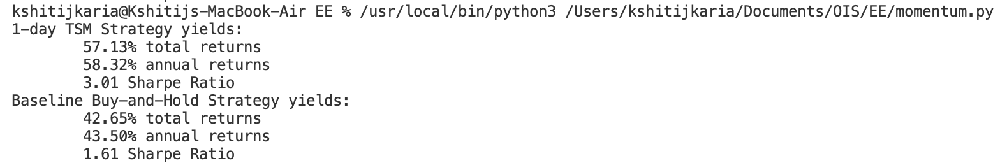 kshitijkaria@Kshitijs-MacBook-Air EE % /usr/local/bin/python3 /Users/kshitijkaria/Documents/OIS/EE/momentum.py
1-day TSM Strategy yields:
57.13% total returns
58.32% annual returns
3.01 Sharpe Ratio
Baseline Buy-and-Hold Strategy yields:
42.65% total returns
43.50% annual returns
1.61 Sharpe Ratio